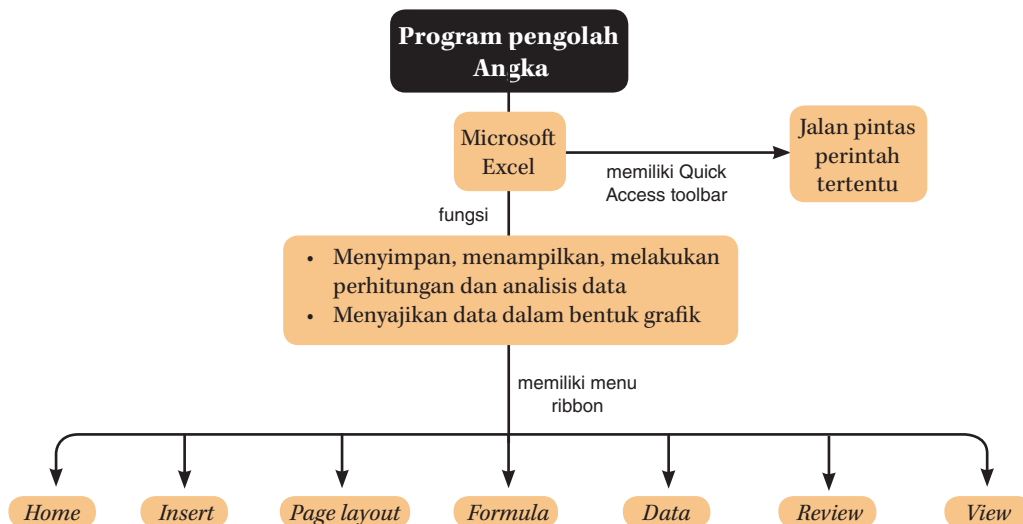 Program pengolah
Angka
Microsoft
Excel
memiliki Quick
Access toolbar
Jalan pintas
perintah
tertentu
fungsi
• Menyimpan, menampilkan, melakukan
perhitungan dan analisis data
• Menyajikan data dalam bentuk grafik
memiliki menu
ribbon
Home
Insert
Page layout
Formula
Data
Review
View